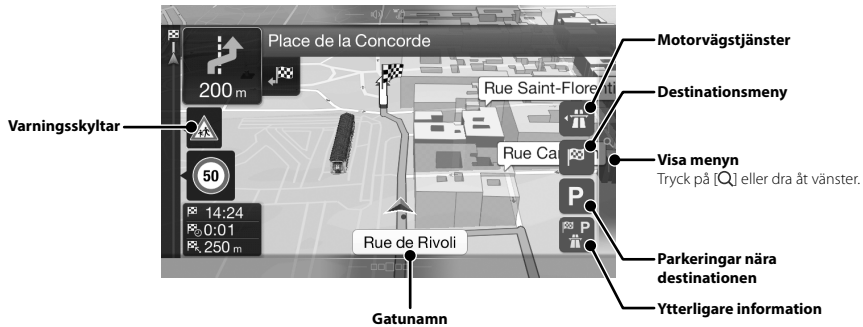 Place de la Concorde
200 m
Rue Saint-Florenti
Rue Ca
50
P
14:24
0:01
250 m
P
Rue de Rivoli
Varningsskyltar
Motorvägstjänster
Destinationsmeny
Visa menyn
Tryck på [Q] eller dra åt vänster.
Parkeringar nära
destinationen
Ytterligare information
Gatunamn